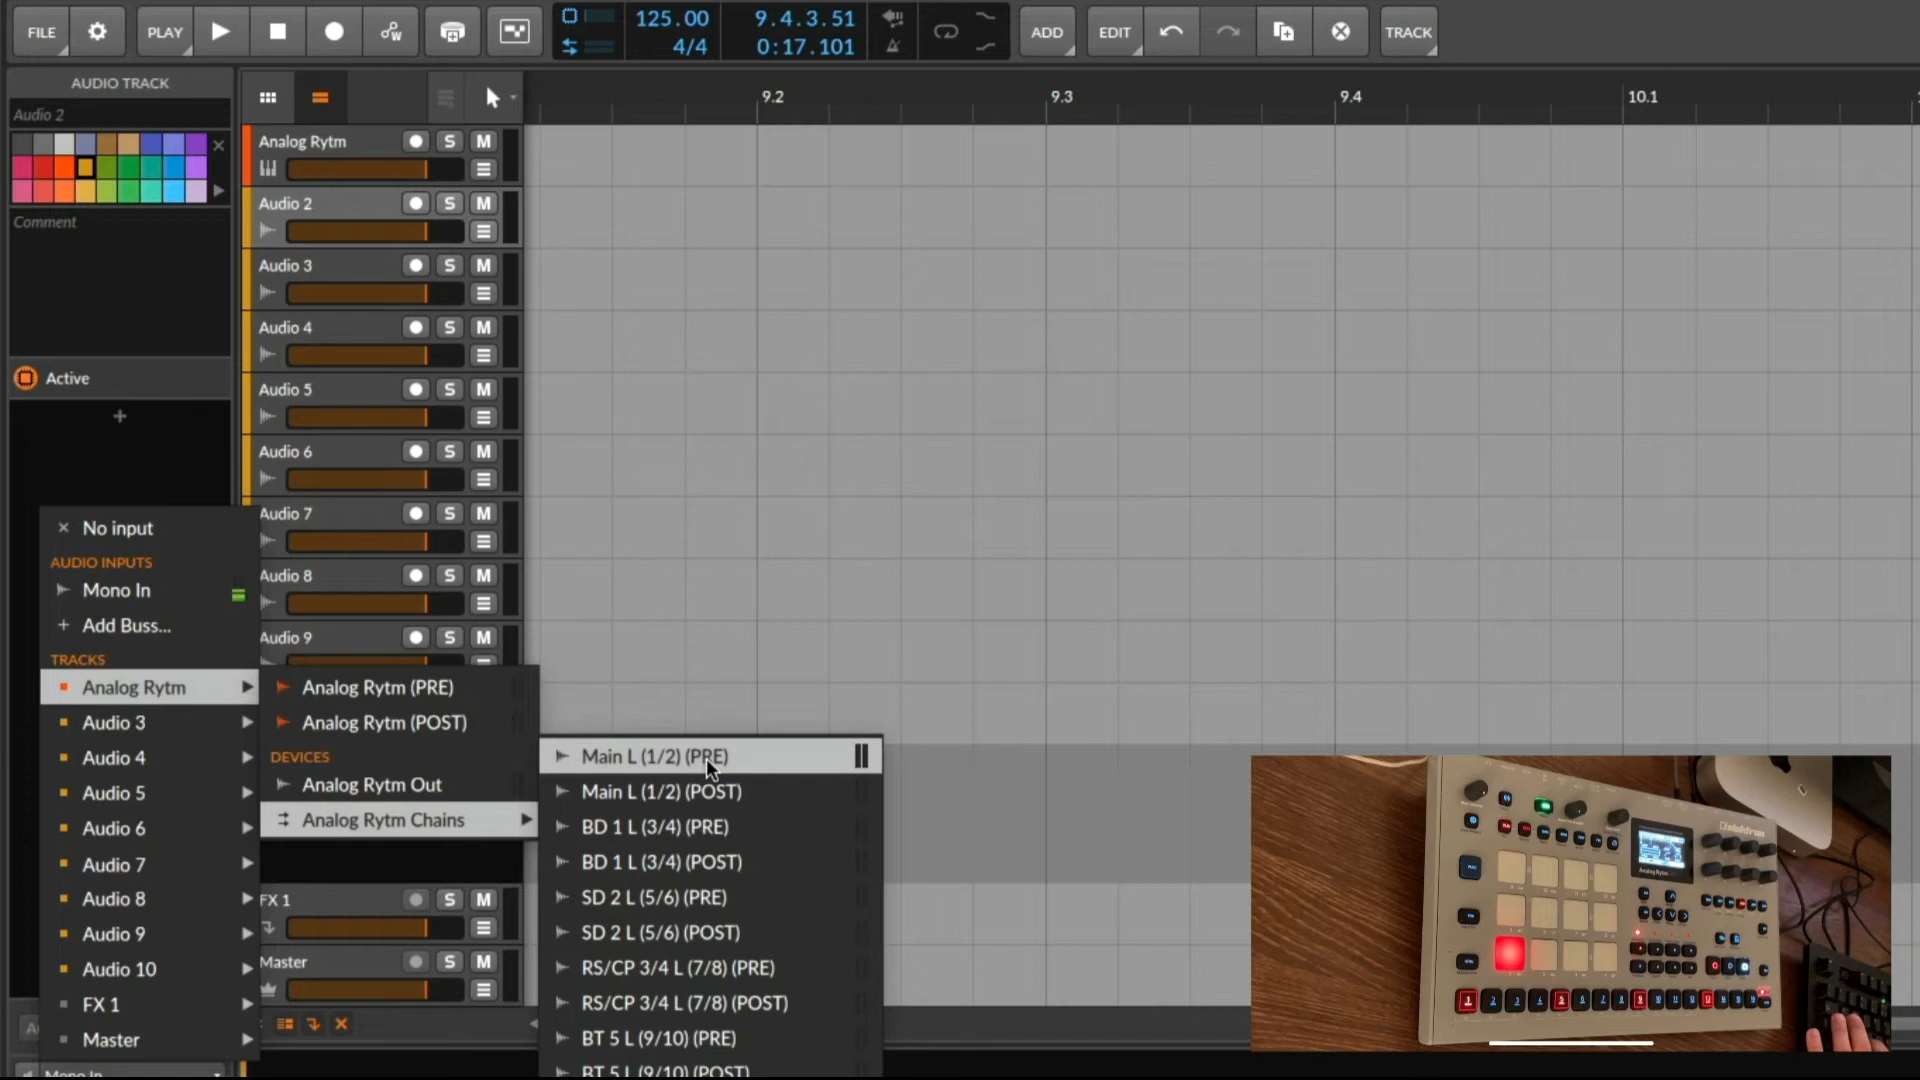 FILE
PLAY
125.00
4/4
9.4.3.51
0:17.101
ADD
EDIT
TRACK
AUDIO TRACK
Audio 2
Comment
Active
9.2
9.3
9.4
10.1
Analog Rytm
S M
Audio 2
S M
Audio 3
S M
Audio 4
S M
Audio 5
S M
Audio 6
S M
Audio 7
S M
Audio 8
S M
Audio 9
S M
FX 1
S M
Master
S M
No input
AUDIO INPUTS
Mono In
Add Buss...
TRACKS
Analog Rytm
Audio 3
Audio 4
Audio 5
Audio 6
Audio 7
Audio 8
Audio 9
Audio 10
FX 1
Master
Mono In
Analog Rytm (PRE)
Analog Rytm (POST)
DEVICES
Analog Rytm Out
Analog Rytm Chains
Main L (1/2) (PRE)
Main L (1/2) (POST)
BD 1 L (3/4) (PRE)
BD 1 L (3/4) (POST)
SD 2 L (5/6) (PRE)
SD 2 L (5/6) (POST)
RS/CP 3/4 L (7/8) (PRE)
RS/CP 3/4 L (7/8) (POST)
BT 5 L (9/10) (PRE)
BT 5 L (9/10) (POST)
elektron
Analog Rytm